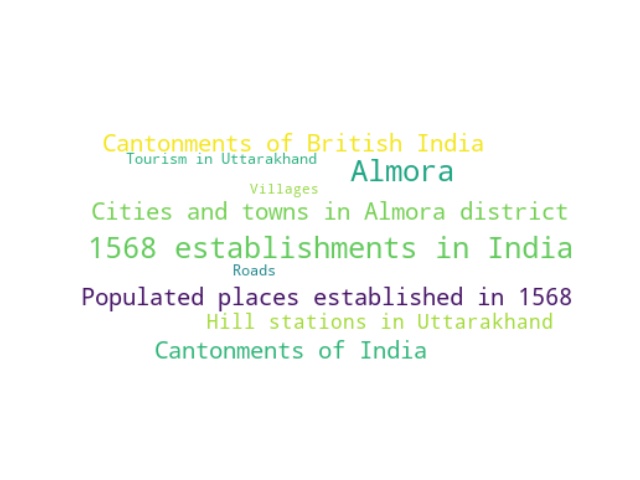 Cantonments of British India
Tourism in Uttarakhand
Almora
Villages
Cities and towns in Almora district
1568 establishments in India
Roads
Populated places established in 1568
Hill stations in Uttarakhand
Cantonments of India